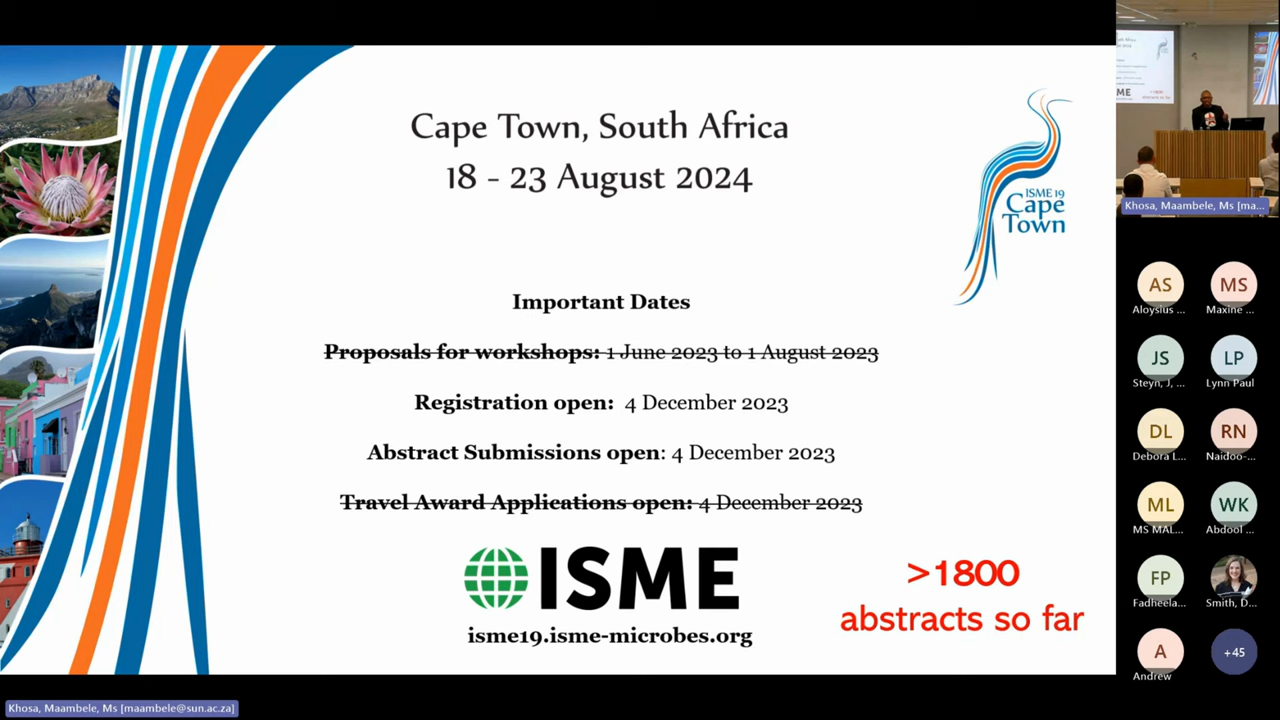 Cape Town, South Africa
18 - 23 August 2024
ISME 19
Cape
Town
Important Dates
Proposals for workshops: 1 June 2023 to 1 August 2023
Registration open: 4 December 2023
Abstract Submissions open: 4 December 2023
Travel Award Applications open: 4 December 2023
ISME
isme19.isme-microbes.org
>1800
abstracts so far
Khosa, Maambele, Ms [ma...
AS
Aloysius ...
MS
Maxine ...
JS
Steyn, J, ...
LP
Lynn Paul
DL
Debora L...
RN
Naidoo-...
ML
MS MAL...
WK
Abdool ...
FP
Fadheela...
Smith, D...
A
Andrew
+45
Khosa, Maambele, Ms [maambele@sun.ac.za]